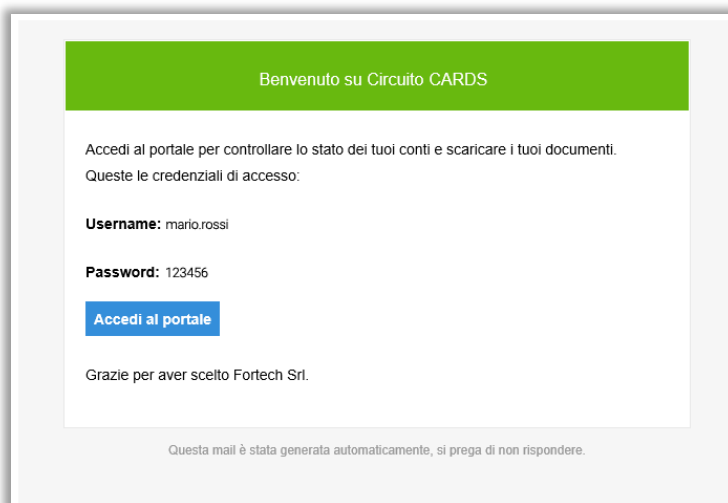 Benvenuto su Circuito CARDS
Accedi al portale per controllare lo stato dei tuoi conti e scaricare i tuoi documenti.
Queste le credenziali di accesso:
Username: mario.rossi
Password: 123456
Accedi al portale
Grazie per aver scelto Fortech Srl.
Questa mail è stata generata automaticamente, si prega di non rispondere.